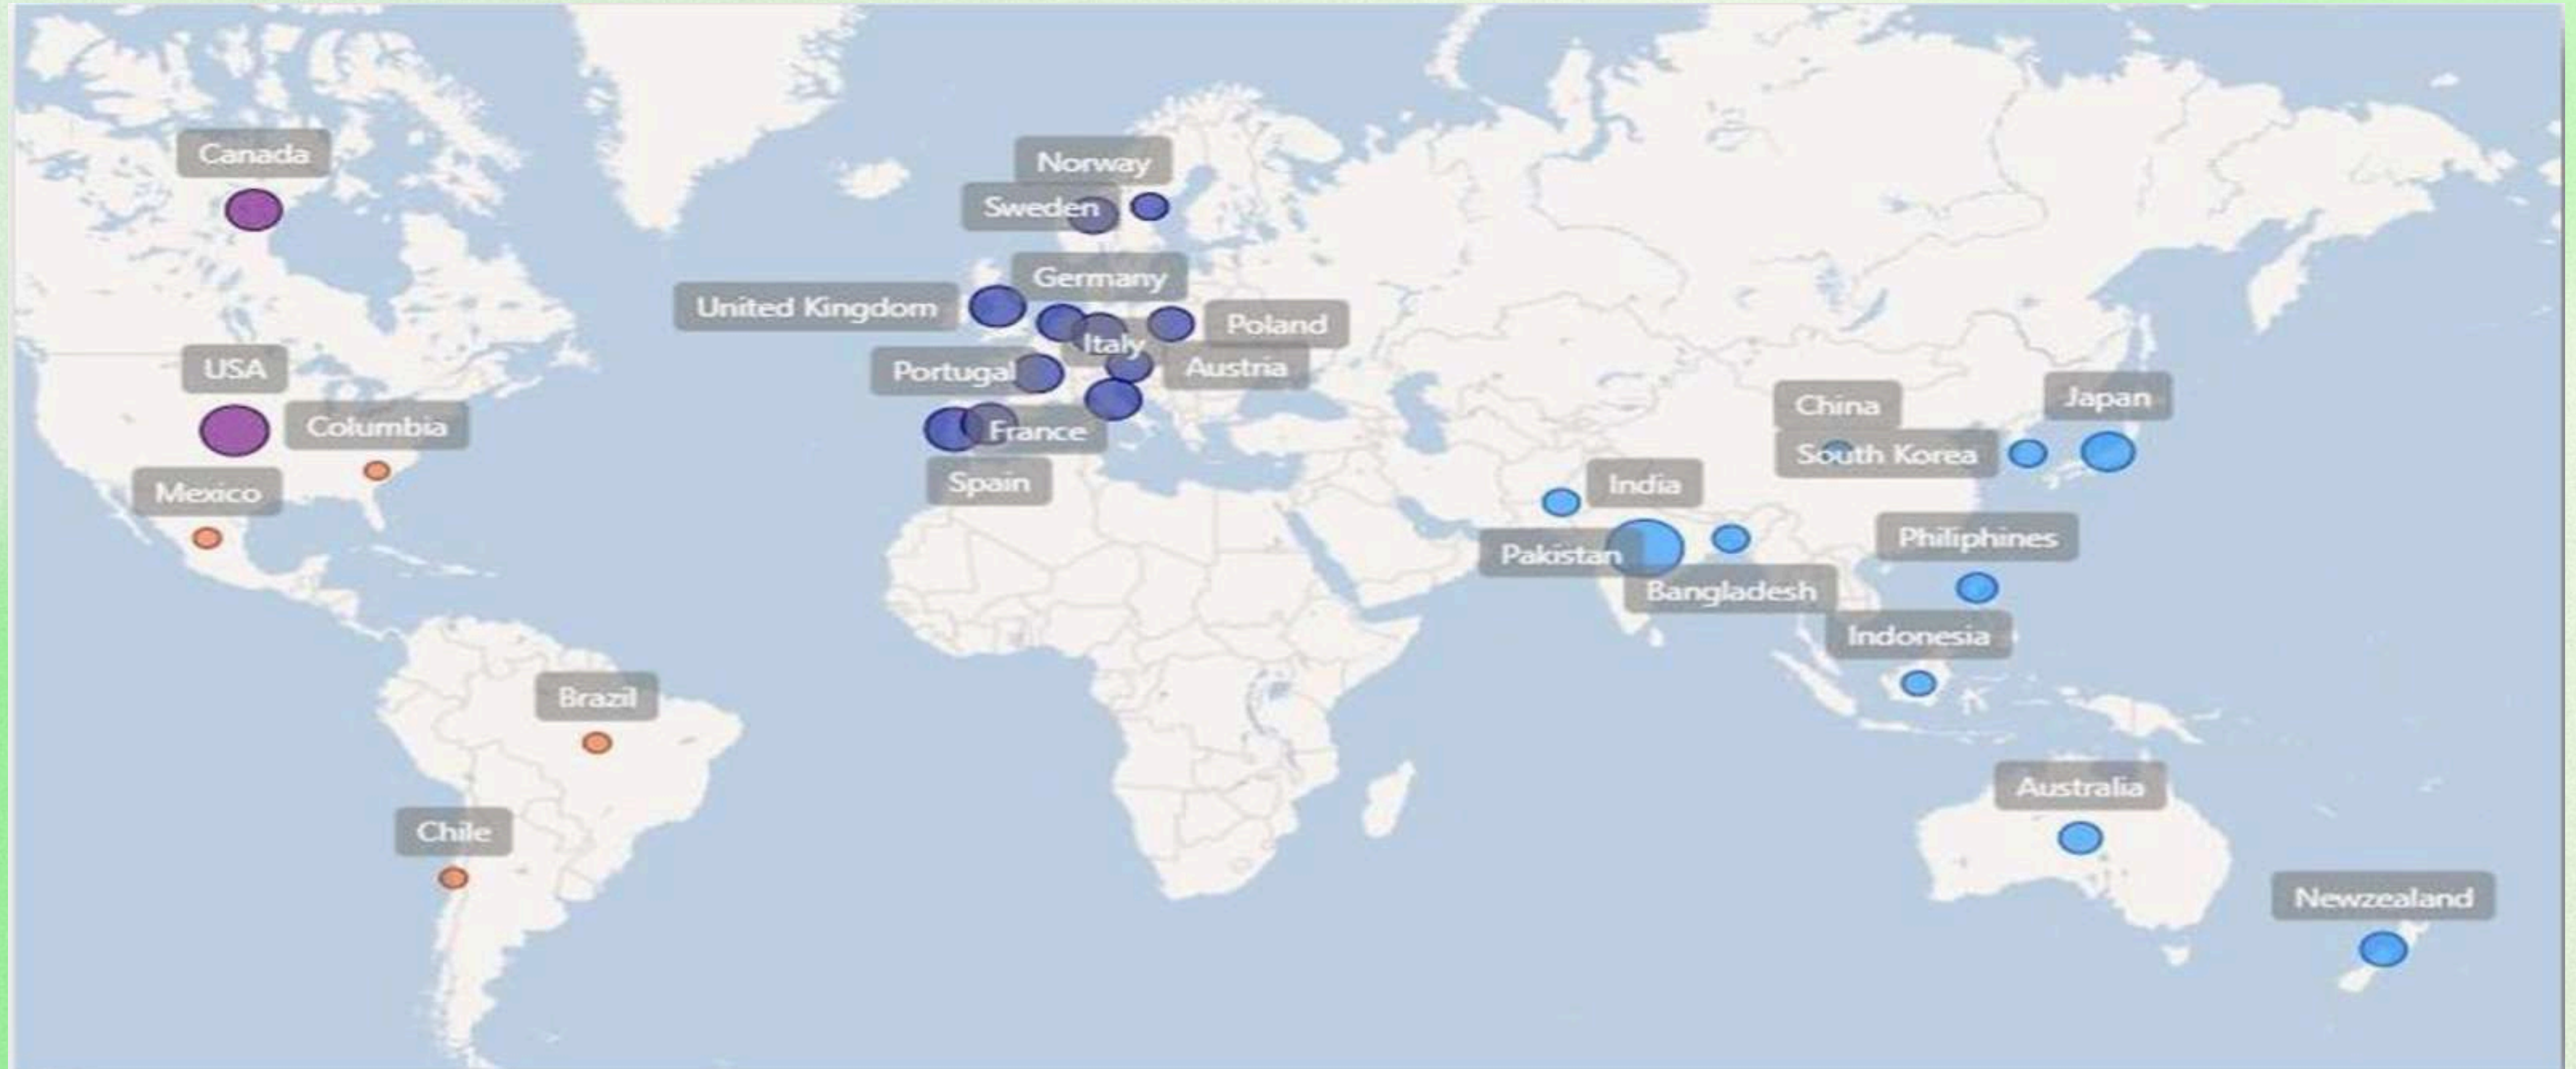 Canada
Norway
Sweden
Germany
United Kingdom
Poland
Italy
Portugal
Austria
USA
Columbia
France
Spain
Mexico
China
Japan
South Korea
India
Pakistan
Philiphines
Bangladesh
Indonesia
Brazil
Australia
Chile
Newzealand